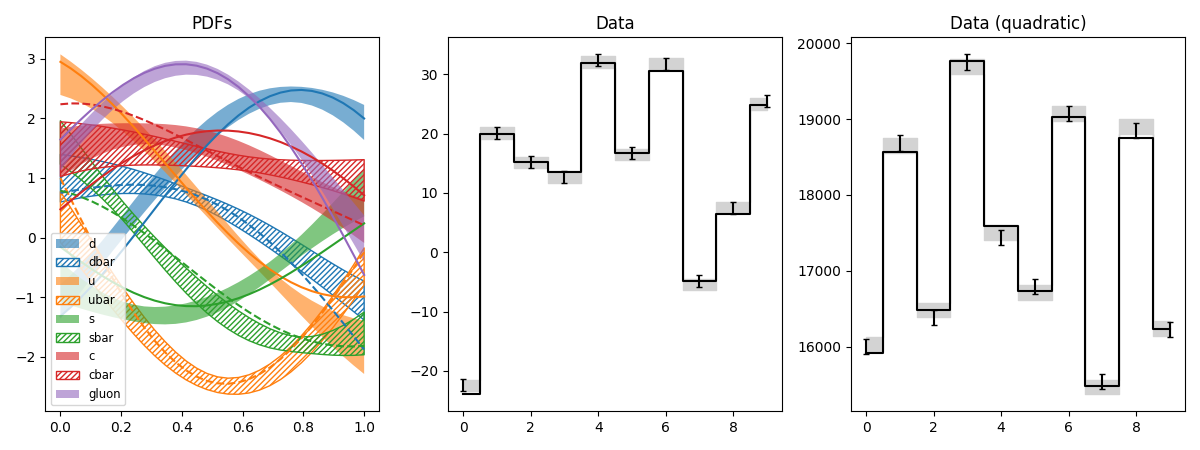 PDFs
3
2
1
0
−1
−2
d
dbar
u
ubar
s
sbar
c
cbar
gluon
0.0 0.2 0.4 0.6 0.8 1.0
Data
30
20
10
0
−10
−20
0 2 4 6 8
Data (quadratic)
20000
19000
18000
17000
16000
0 2 4 6 8